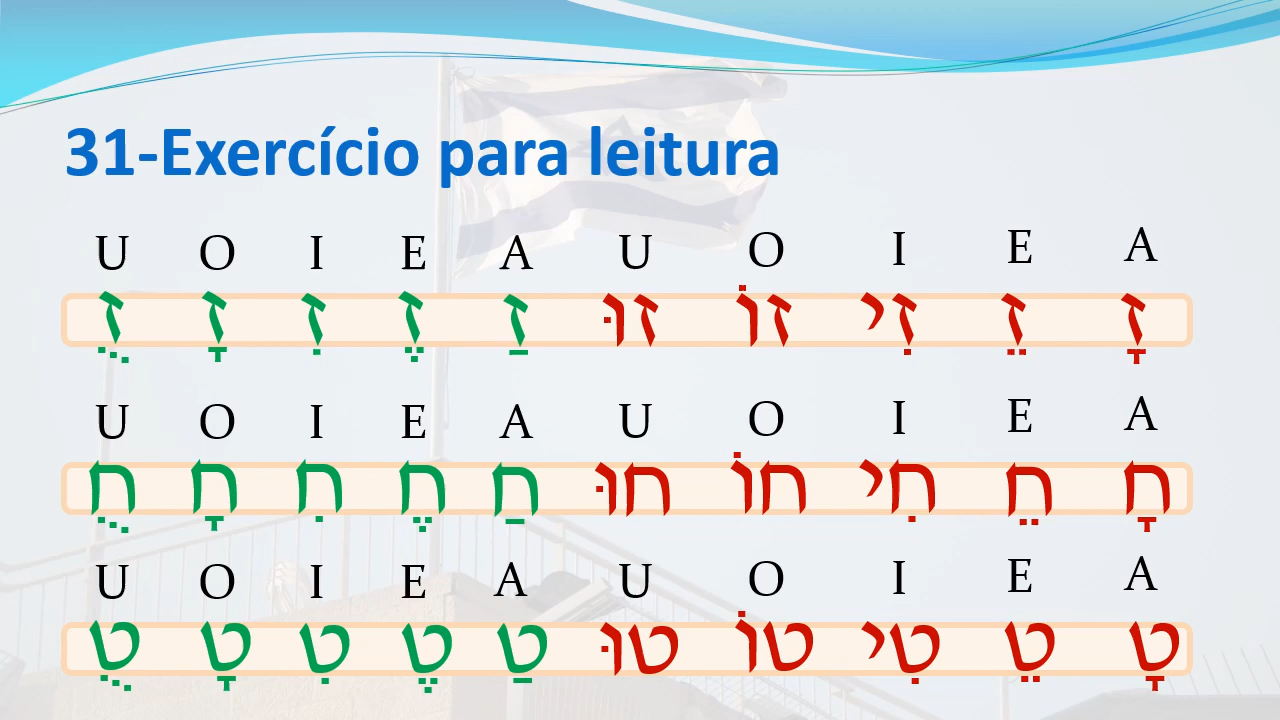 31-Exercício para leitura
U O I E A U O I E A
זָ זֵ זִי זוֹ זוּ זַ זֶ זִ זָ זֻ
U O I E A U O I E A
חָ חֵ חִי חוֹ חוּ חַ חֶ חִ חָ חֻ
U O I E A U O I E A
טָ טֵ טִי טוֹ טוּ טַ טֶ טִ טָ טֻ